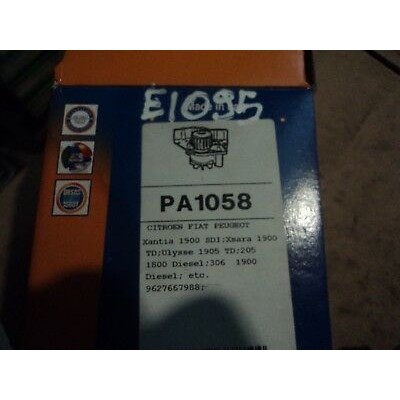 Made in
E1095
PA1058
CITROEN FIAT PEUGEOT
Xantia 1900 SDI;Xmara 1900
TD;Ulysse 1905 TD;205
1800 Diesel;306 1900
Diesel; etc.
9627667988;-